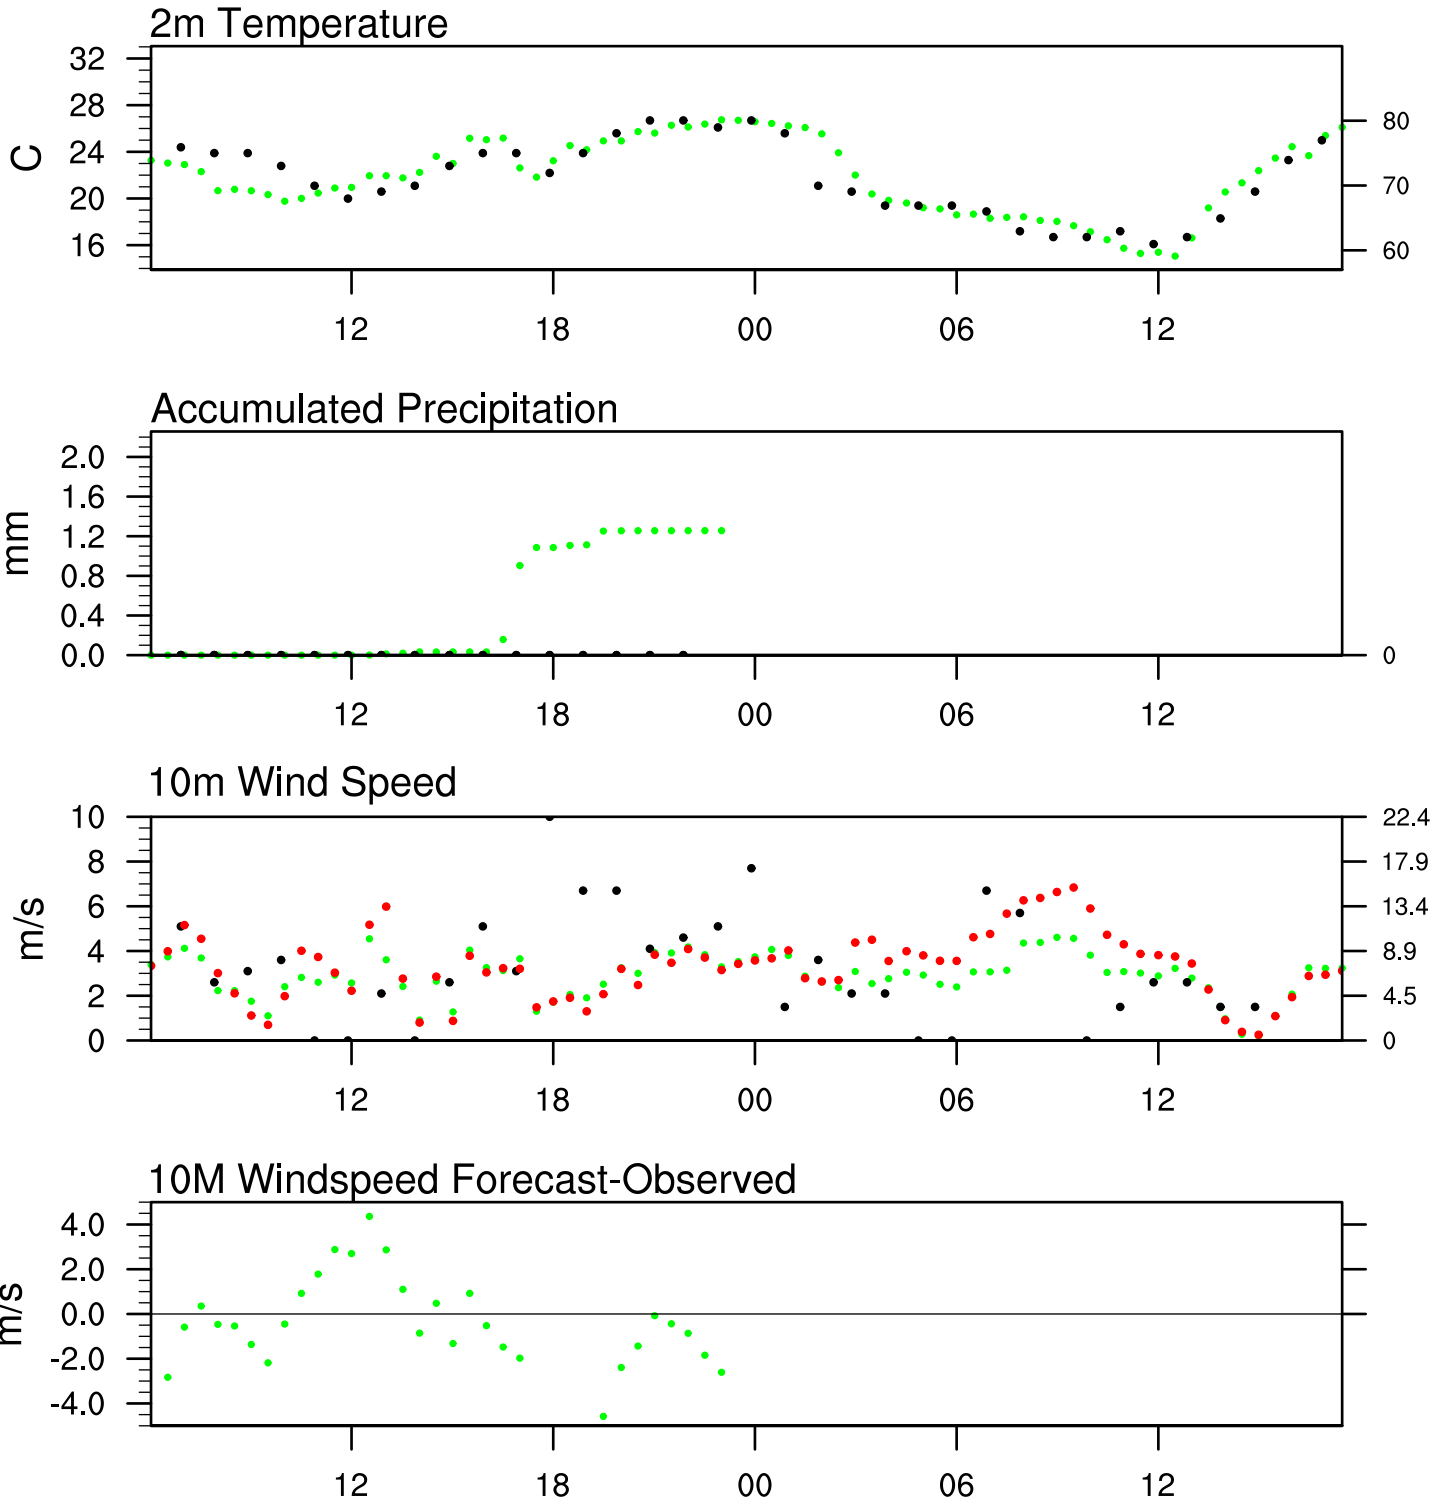 2m Temperature
32
28
24
20
16
C
80
70
60
12 18 00 06 12
Accumulated Precipitation
2.0
1.6
1.2
0.8
0.4
0.0
mm
0
12 18 00 06 12
10m Wind Speed
10
8
6
4
2
0
m/s
22.4
17.9
13.4
8.9
4.5
0
12 18 00 06 12
10M Windspeed Forecast-Observed
4.0
2.0
0.0
-2.0
-4.0
m/s
12 18 00 06 12